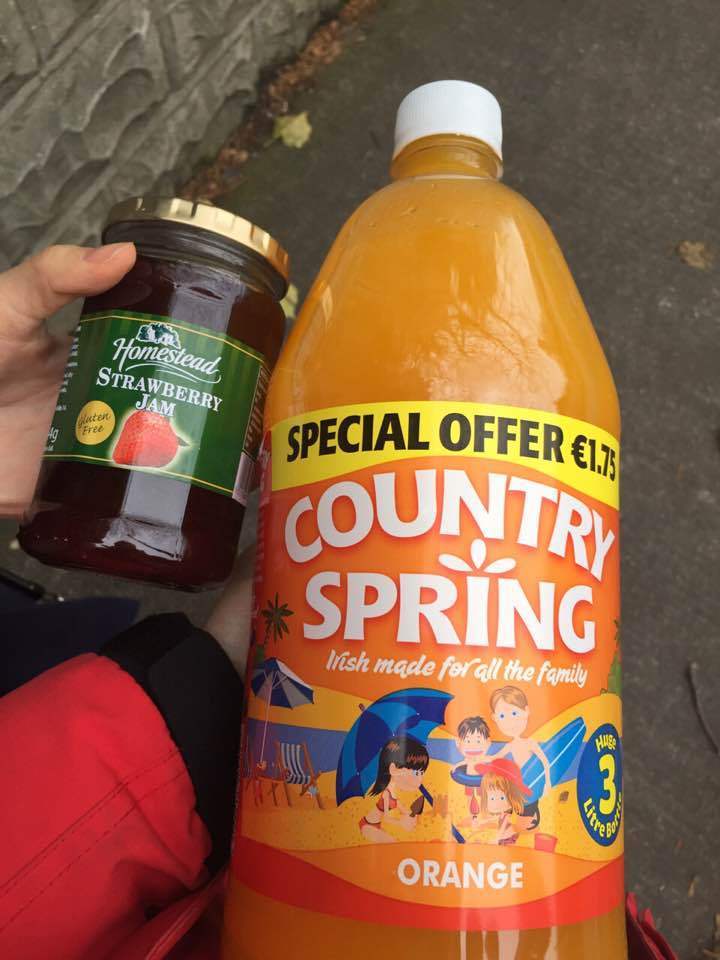 Homestead
STRAWBERRY
JAM
Gluten
Free
4g
SPECIAL OFFER €1.75
COUNTRY
SPRING
Irish made for all the family
HUGE
3
Litre
ORANGE